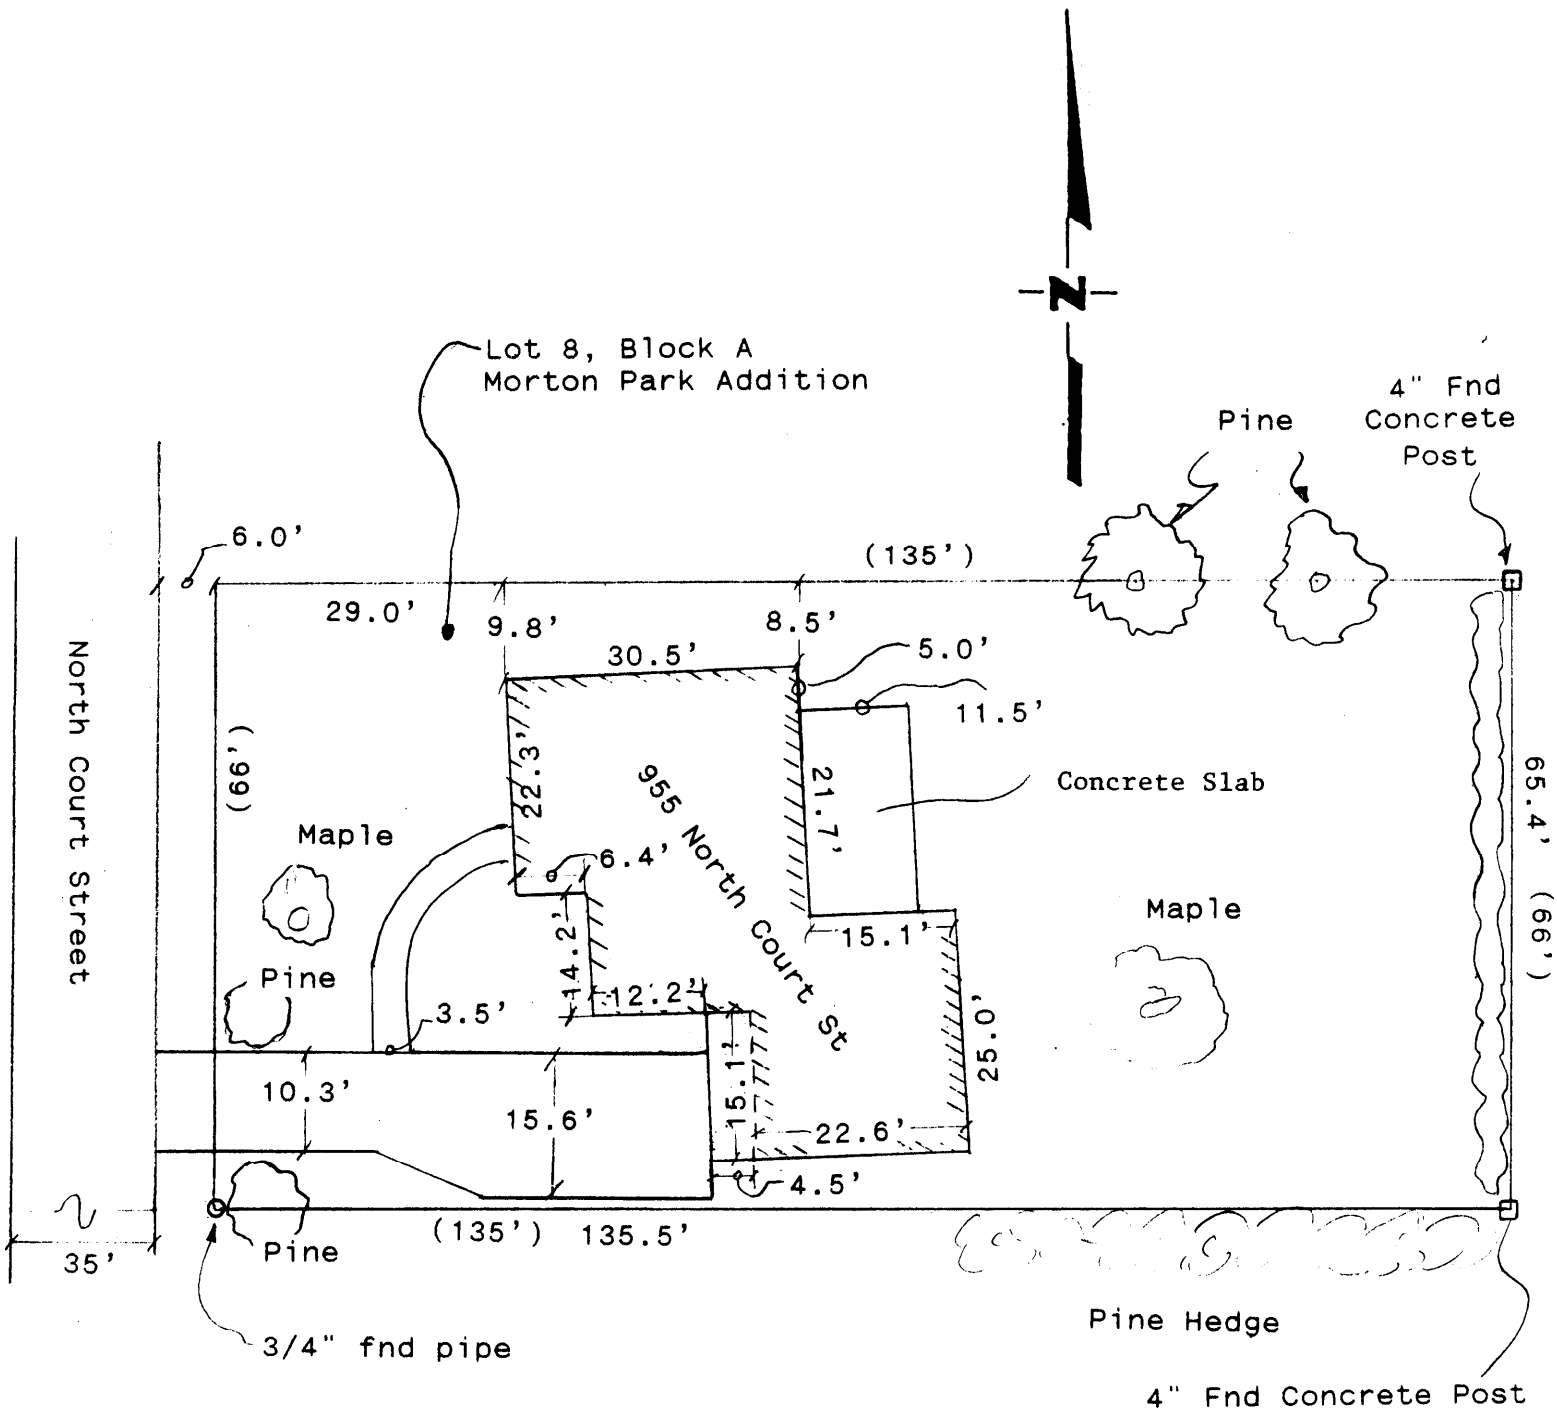 N
Lot 8, Block A
Morton Park Addition
4" Fnd
Concrete
Post
Pine
6.0'
(135')
29.0'
9.8'
8.5'
30.5'
5.0'
11.5'
North Court Street
(66')
22.3'
955 North Court St
21.7'
Concrete Slab
65.4' (66')
Maple
6.4'
Maple
15.1'
14.2'
12.2'
Pine
3.5'
25.0'
10.3'
15.6'
15.1'
22.6'
4.5'
(135') 135.5'
Pine
35'
Pine Hedge
3/4" fnd pipe
4" Fnd Concrete Post